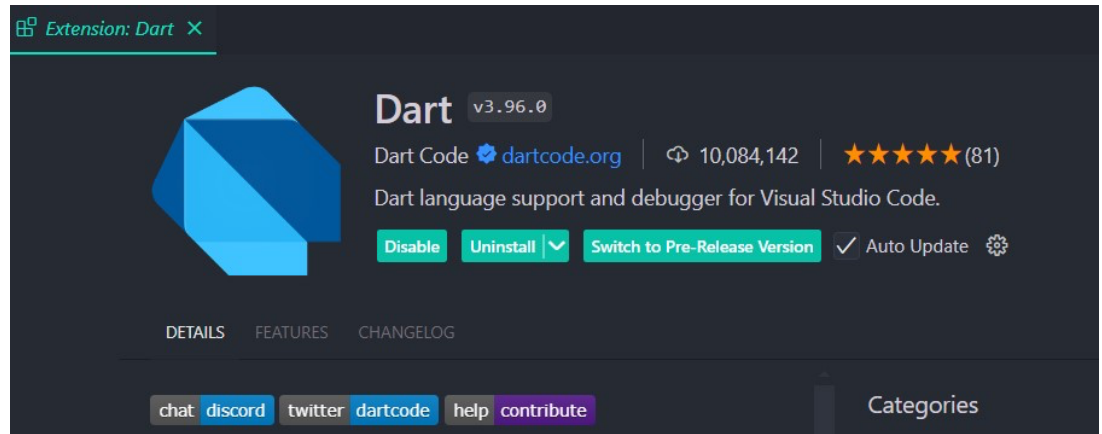 Extension: Dart
Dart v3.96.0
Dart Code dartcode.org 10,084,142 (81)
Dart language support and debugger for Visual Studio Code.
Disable Uninstall Switch to Pre-Release Version Auto Update
DETAILS FEATURES CHANGELOG
chat discord twitter dartcode help contribute Categories